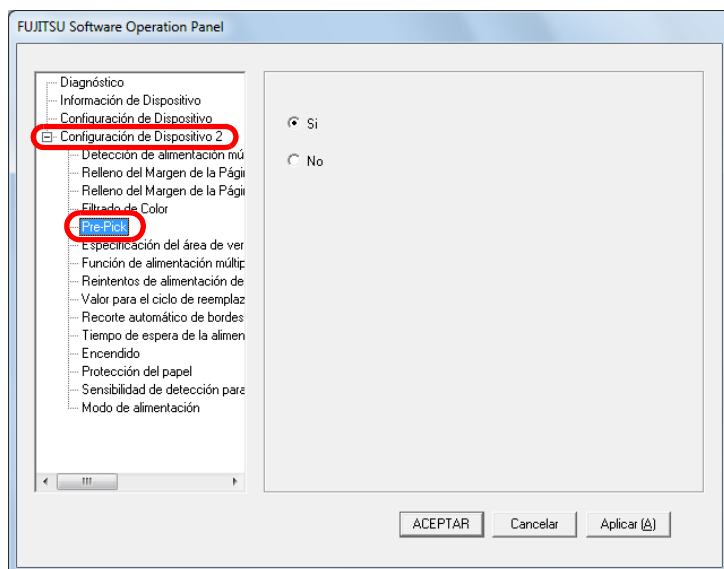 FUJITSU Software Operation Panel
Diagnóstico
Información de Dispositivo
Configuración de Dispositivo
Configuración de Dispositivo 2
Detección de alimentación mú
Relleno del Margen de la Págin
Relleno del Margen de la Págin
Filtrado de Color
Pre-Pick
Especificación del área de ver
Función de alimentación múltip
Reintentos de alimentación de
Valor para el ciclo de reemplaz
Recorte automático de bordes
Tiempo de espera de la alimen
Encendido
Protección del papel
Sensibilidad de detección para
Modo de alimentación
Si
No
ACEPTAR
Cancelar
Aplicar (A)